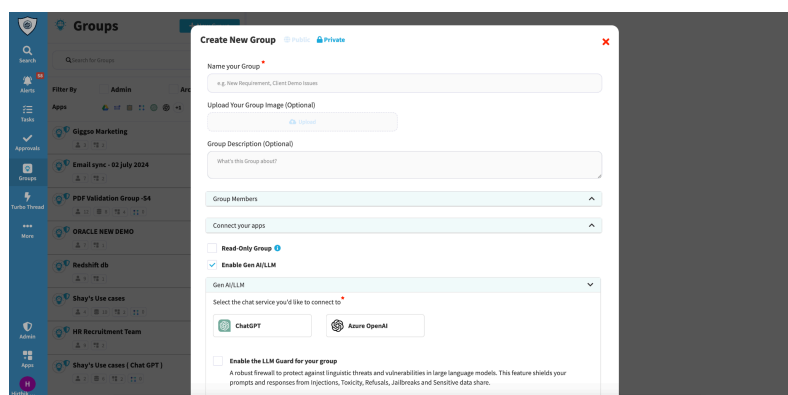 Groups
Search
Search for Groups
99
Alerts
Filter By
Admin
Arc
Apps
+1
Tasks
Approvals
Groups
Turbo Thread
More
Admin
Apps
H
Giggso Marketing
Email sync - 02 july 2024
PDF Validation Group -54
ORACLE NEW DEMO
Redshift db
Shay's Use cases
HR Recruitment Team
Shay's Use cases ( Chat GPT )
Create New Group
Public
Private
Name your Group *
e.g. New Requirement, Client Demo Issues
Upload Your Group Image (Optional)
Upload
Group Description (Optional)
What's this Group about?
Group Members
Connect your apps
Read-Only Group
Enable Gen AI/LLM
Gen AI/LLM
Select the chat service you'd like to connect to *
ChatGPT
Azure OpenAI
Enable the LLM Guard for your group
A robust firewall to protect against linguistic threats and vulnerabilities in large language models. This feature shields your
prompts and responses from Injections, Toxicity, Refusals, Jailbreaks and Sensitive data share.